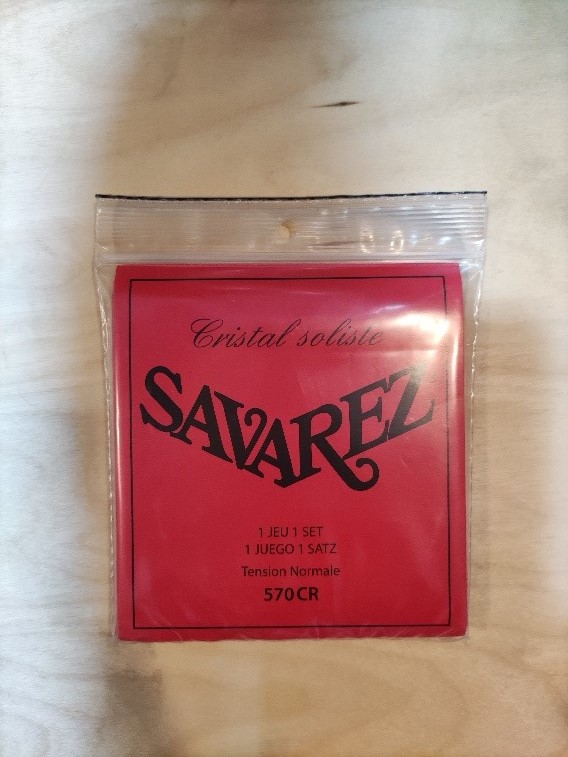 Cristal soliste
SAVAREZ
1 JEU 1 SET
1 JUEGO 1 SATZ
Tension Normale
570CR